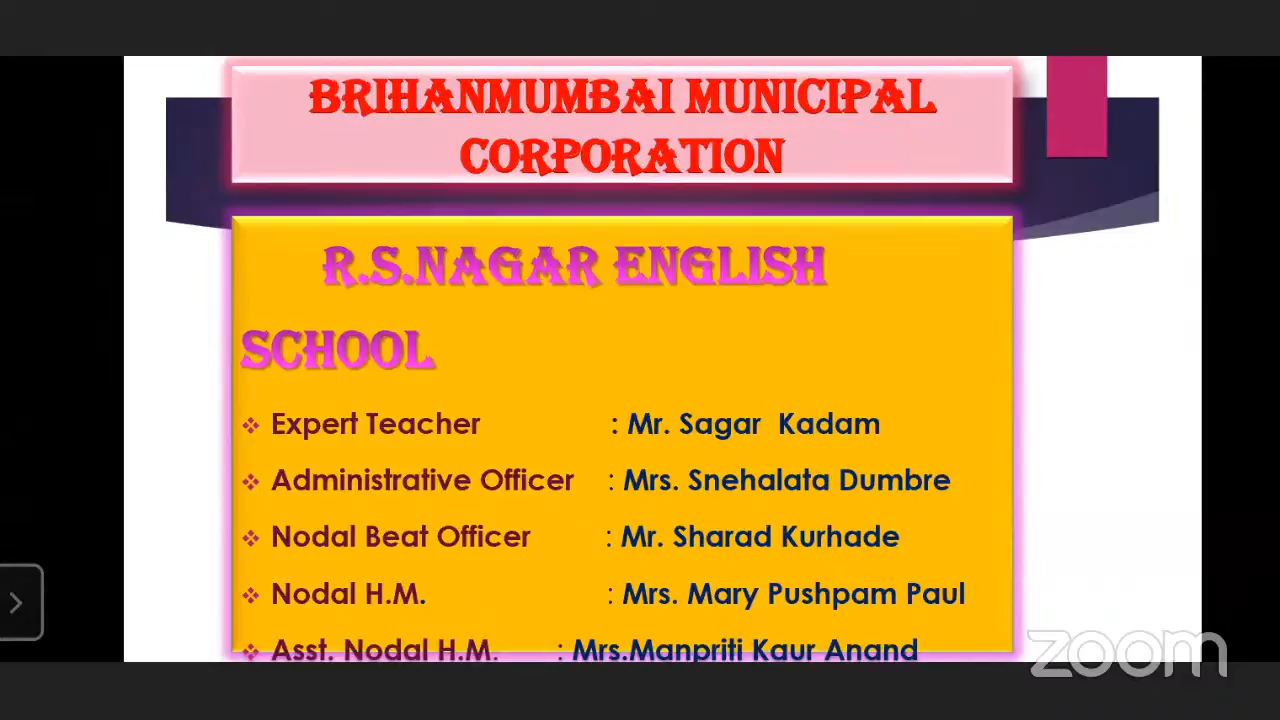 BRIHANMUMBAI MUNICIPAL
CORPORATION
R.S.NAGAR ENGLISH
SCHOOL
❖ Expert Teacher : Mr. Sagar Kadam
❖ Administrative Officer : Mrs. Snehalata Dumbre
❖ Nodal Beat Officer : Mr. Sharad Kurhade
❖ Nodal H.M. : Mrs. Mary Pushpam Paul
❖ Asst. Nodal H.M. : Mrs.Manpriti Kaur Anand
zoom